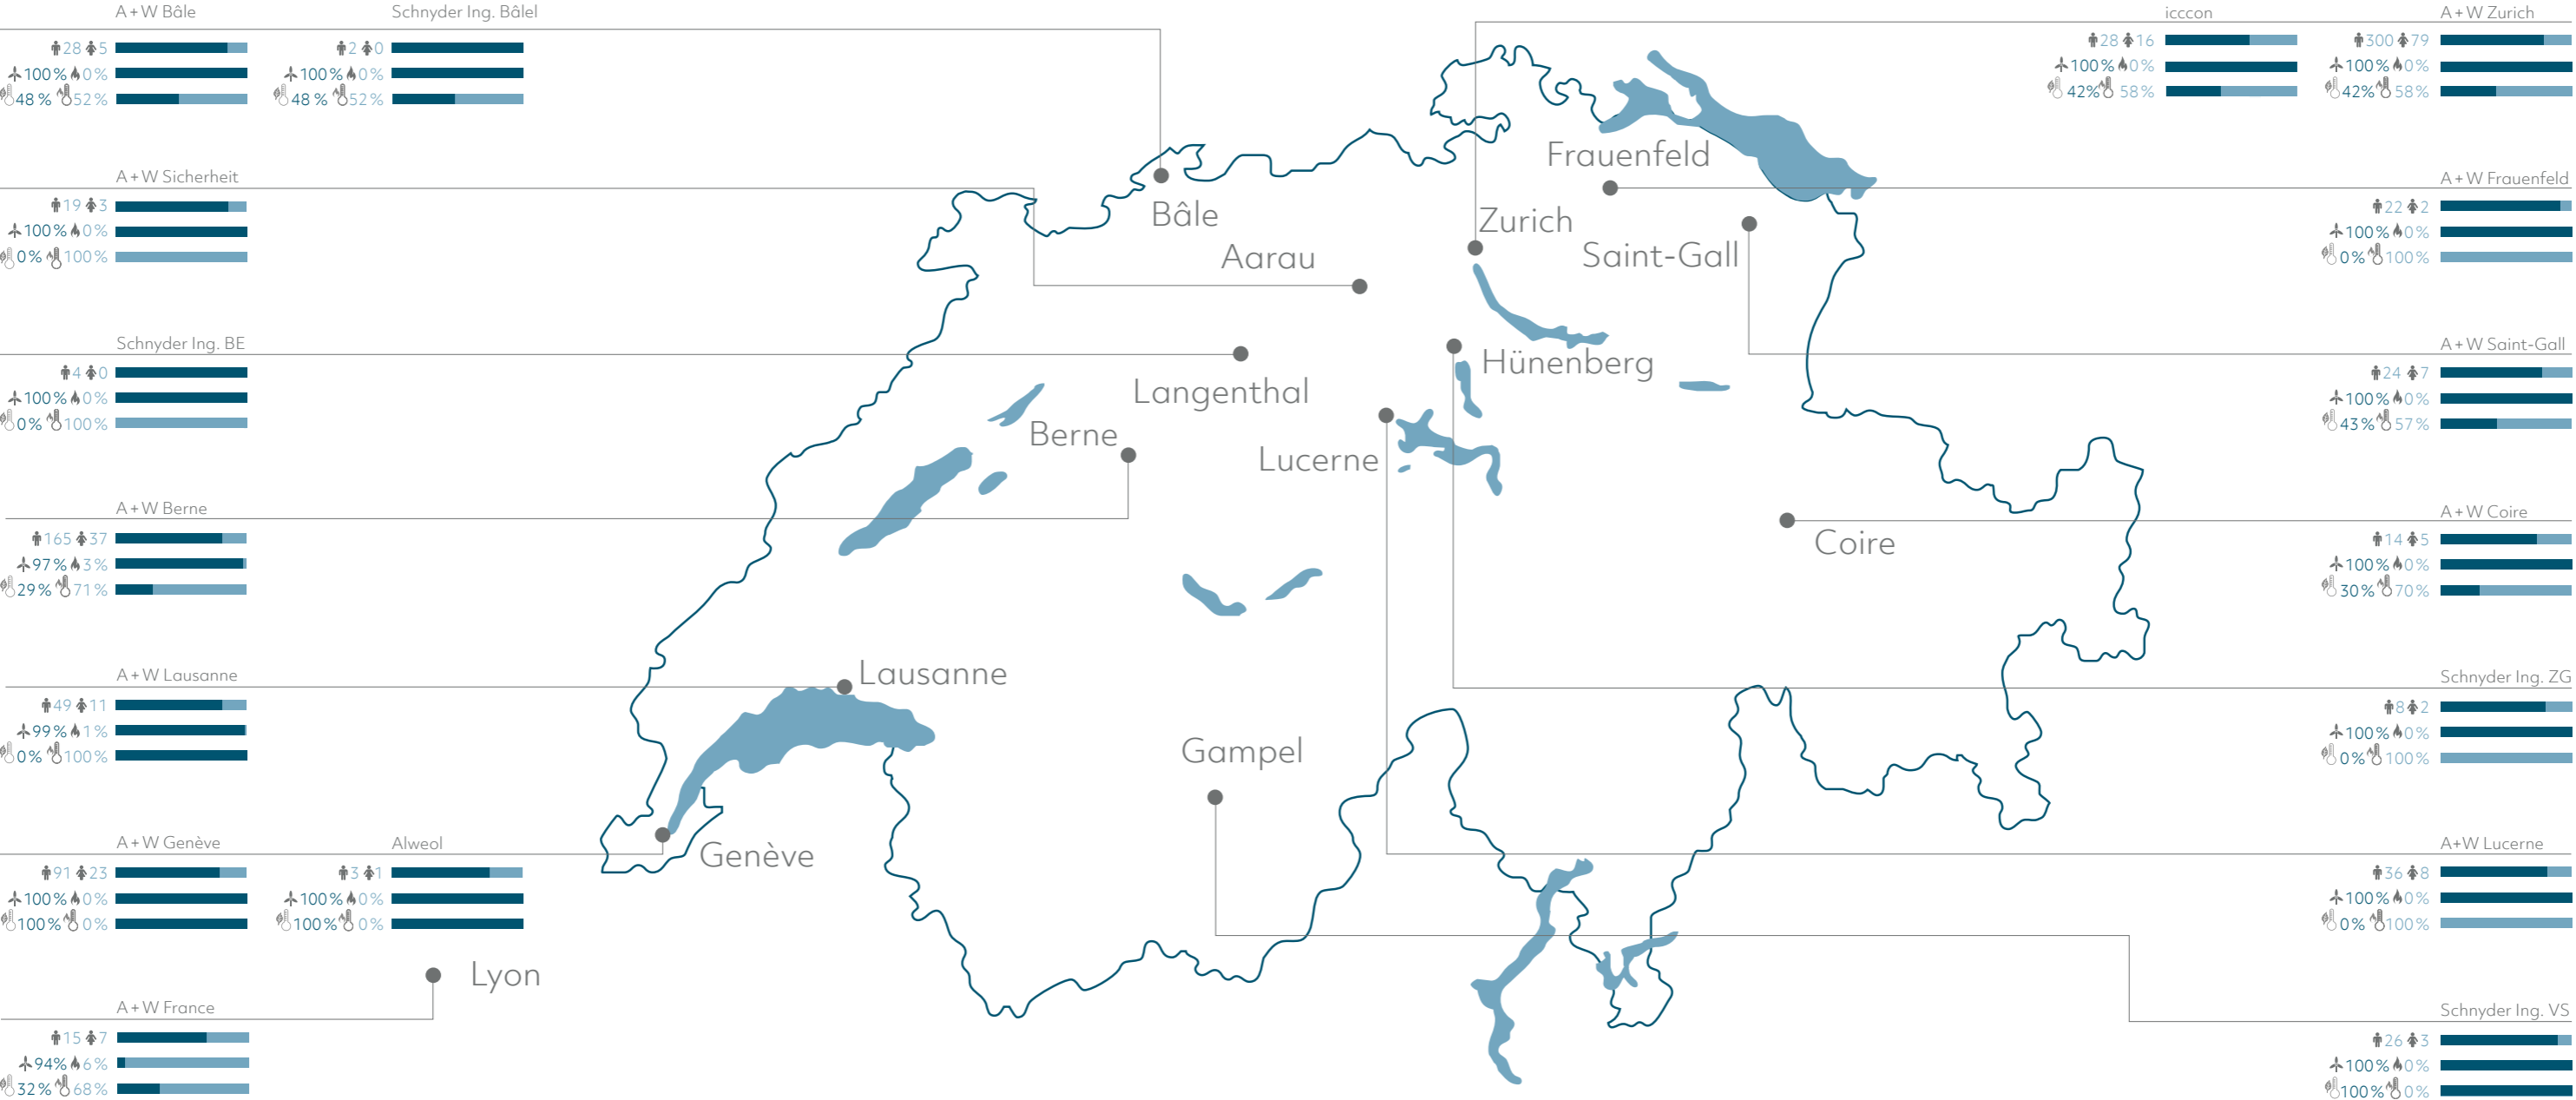 A+W Bâle
28 5
100% 0%
48% 52%
Schnyder Ing. Bâlel
2 0
100% 0%
48% 52%
icccon
28 16
100% 0%
42% 58%
A+W Zurich
300 79
100% 0%
42% 58%
A+W Sicherheit
19 3
100% 0%
0% 100%
A+W Frauenfeld
22 2
100% 0%
0% 100%
Schnyder Ing. BE
4 0
100% 0%
0% 100%
A+W Saint-Gall
24 7
100% 0%
43% 57%
A+W Berne
165 37
97% 3%
29% 71%
A+W Coire
14 5
100% 0%
30% 70%
A+W Lausanne
49 11
99% 1%
0% 100%
Schnyder Ing. ZG
8 2
100% 0%
0% 100%
A+W Genève
91 23
100% 0%
100% 0%
Alweol
3 1
100% 0%
100% 0%
A+W Lucerne
36 8
100% 0%
0% 100%
A+W France
15 7
94% 6%
32% 68%
Schnyder Ing. VS
26 3
100% 0%
100% 0%
Frauenfeld
Bâle
Zurich
Aarau
Saint-Gall
Hünenberg
Langenthal
Berne
Lucerne
Coire
Lausanne
Gampel
Genève
Lyon